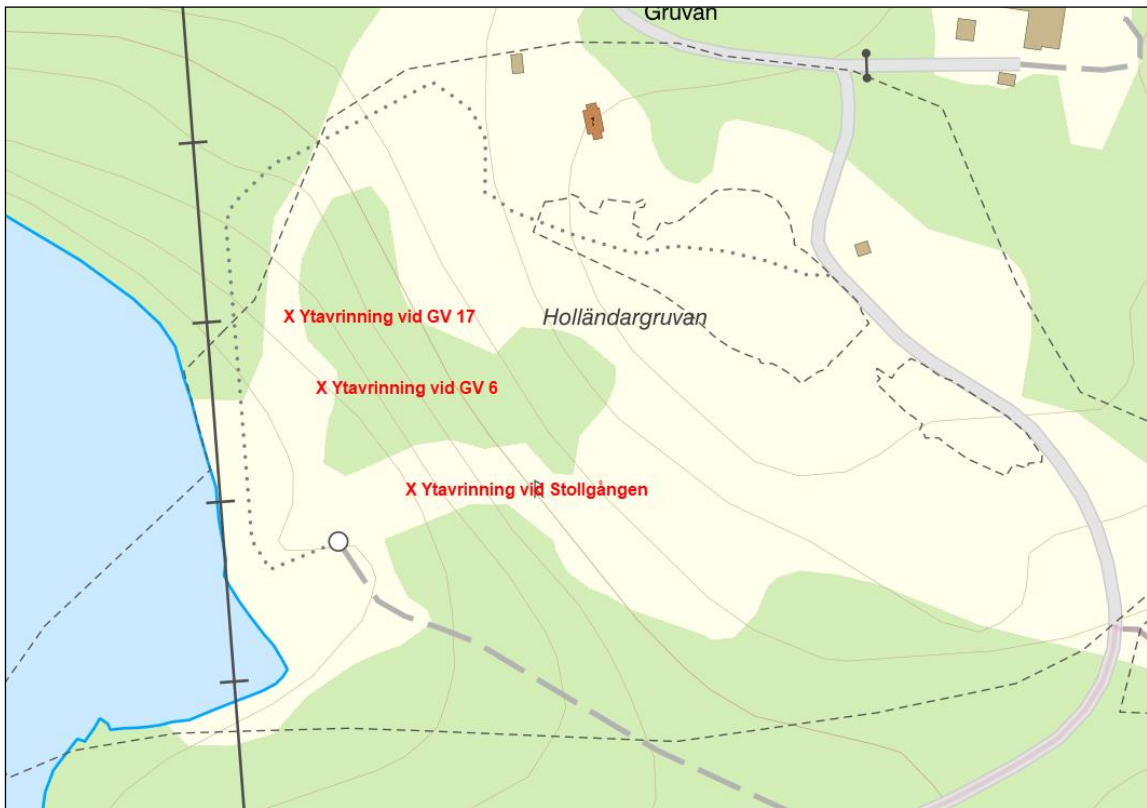 Gruvan
X Ytavrinning vid GV 17
Holländargruvan
X Ytavrinning vid GV 6
X Ytavrinning vid Stollgången